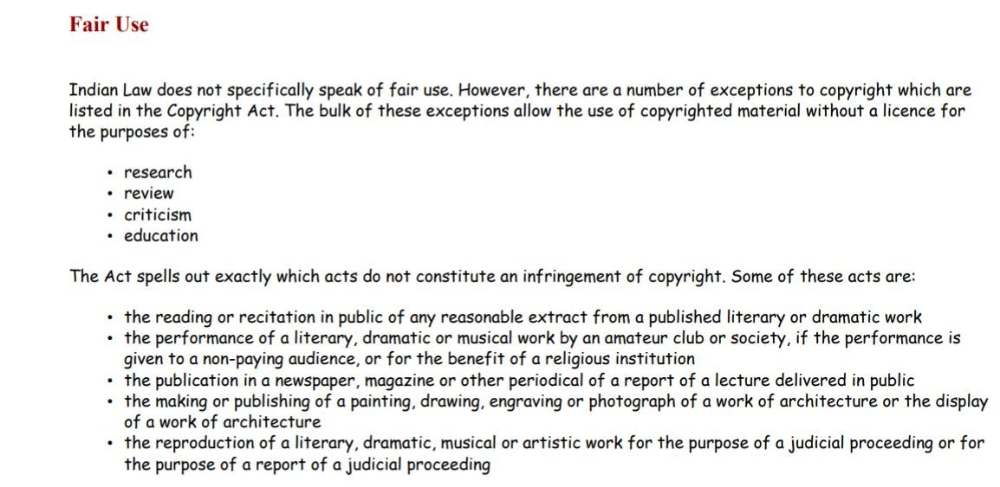 Fair Use
Indian Law does not specifically speak of fair use. However, there are a number of exceptions to copyright which are
listed in the Copyright Act. The bulk of these exceptions allow the use of copyrighted material without a licence for
the purposes of:
• research
• review
• criticism
• education
The Act spells out exactly which acts do not constitute an infringement of copyright. Some of these acts are:
• the reading or recitation in public of any reasonable extract from a published literary or dramatic work
• the performance of a literary, dramatic or musical work by an amateur club or society, if the performance is
given to a non-paying audience, or for the benefit of a religious institution
• the publication in a newspaper, magazine or other periodical of a report of a lecture delivered in public
• the making or publishing of a painting, drawing, engraving or photograph of a work of architecture or the display
of a work of architecture
• the reproduction of a literary, dramatic, musical or artistic work for the purpose of a judicial proceeding or for
the purpose of a report of a judicial proceeding